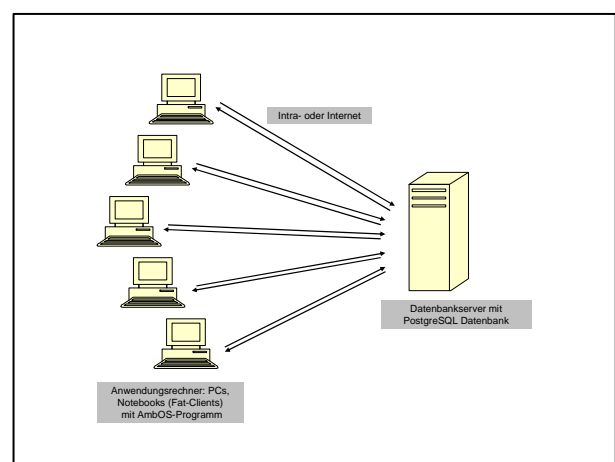 Intra- oder Internet
Datenbankserver mit
PostgreSQL Datenbank
Anwendungsrechner: PCs,
Notebooks (Fat-Clients)
mit AmbOS-Programm